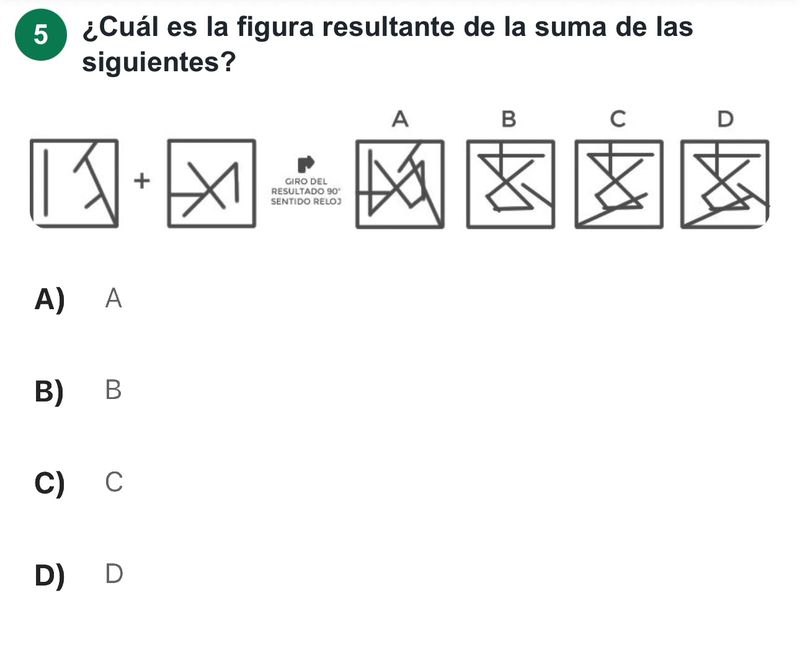 5 ¿Cuál es la figura resultante de la suma de las
siguientes?
A B C D
+
GIRO DEL
RESULTADO 90°
SENTIDO RELOJ
A) A
B) B
C) C
D) D